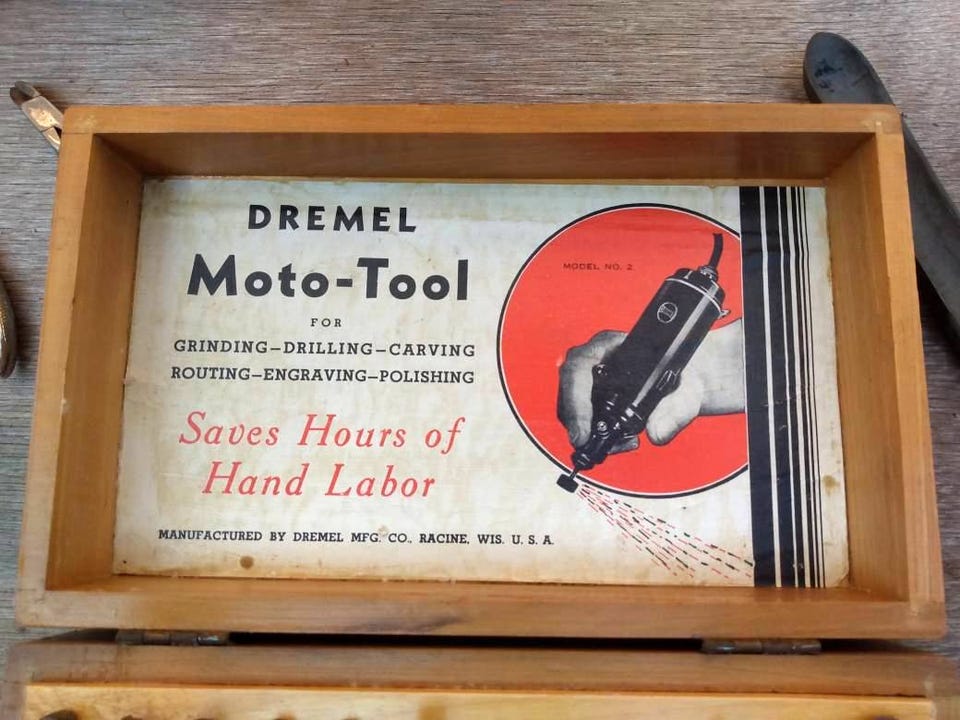 DREMEL
Moto-Tool
FOR
GRINDING–DRILLING–CARVING
ROUTING–ENGRAVING–POLISHING
Saves Hours of
Hand Labor
MANUFACTURED BY DREMEL MFG. CO., RACINE, WIS. U. S. A.
MODEL NO. 2